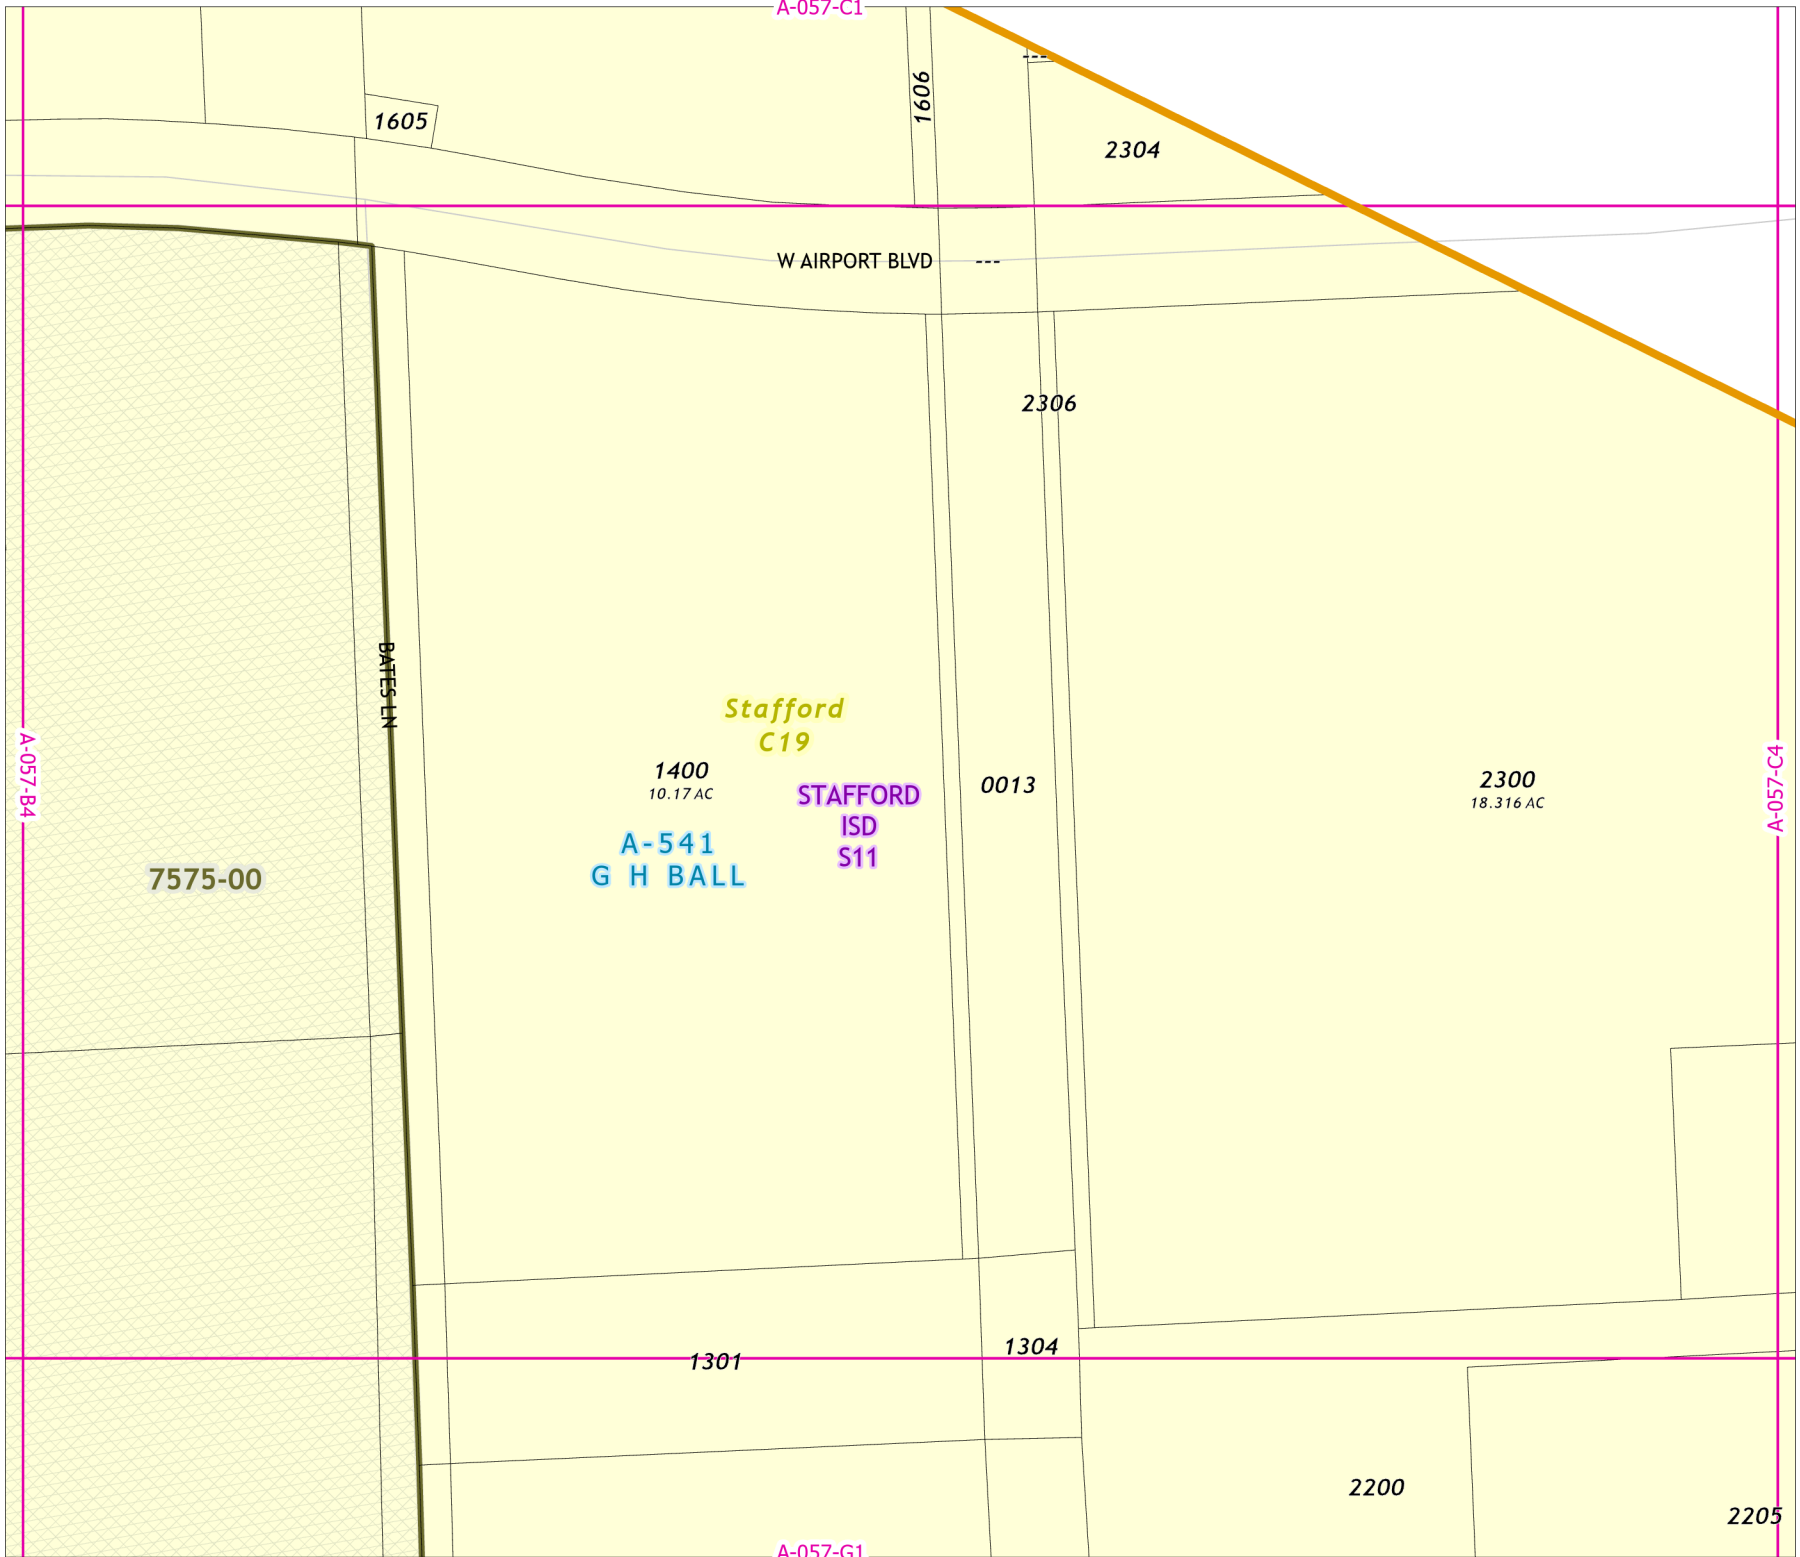 A-057-C1
1605
1606
---
2304
W AIRPORT BLVD
---
2306
BATES LN
Stafford
C19
1400
10.17 AC
STAFFORD
ISD
S11
0013
2300
18.316 AC
A-057-B4
A-057-C4
A-541
G H BALL
7575-00
1301
1304
2200
2205
A-057-G1